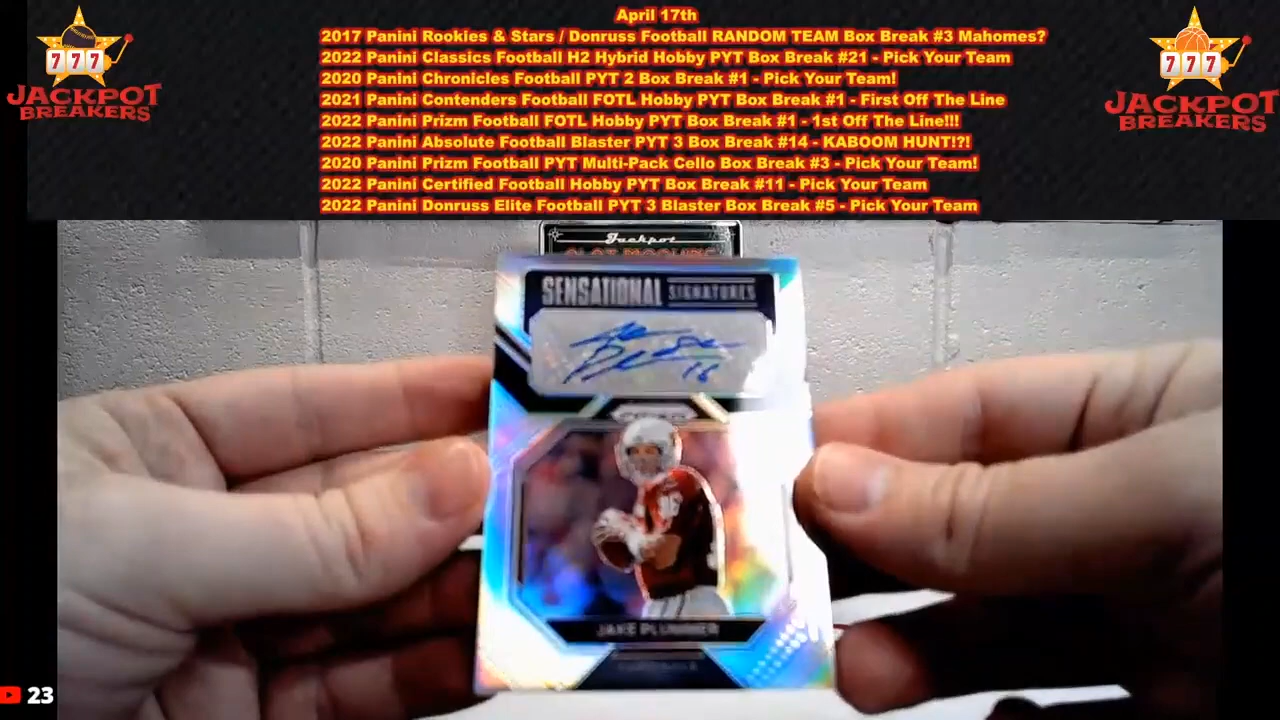 April 17th
2017 Panini Rookies & Stars / Donruss Football RANDOM TEAM Box Break #3 Mahomes?
2022 Panini Classics Football H2 Hybrid Hobby PYT Box Break #21 - Pick Your Team
2020 Panini Chronicles Football PYT 2 Box Break #1 - Pick Your Team!
2021 Panini Contenders Football FOTL Hobby PYT Box Break #1 - First Off The Line
2022 Panini Prizm Football FOTL Hobby PYT Box Break #1 - 1st Off The Line!!!
2022 Panini Absolute Football Blaster PYT 3 Box Break #14 - KABOOM HUNT!?!
2020 Panini Prizm Football PYT Multi-Pack Cello Box Break #3 - Pick Your Team!
2022 Panini Certified Football Hobby PYT Box Break #11 - Pick Your Team
2022 Panini Donruss Elite Football PYT 3 Blaster Box Break #5 - Pick Your Team
777
JACKPOT
BREAKERS
777
JACKPOT
BREAKERS
Jackpot
SLOT MACHINE
SENSATIONAL SIGNATURES
16
PRIZM
16
JAKE PLUMMER
23